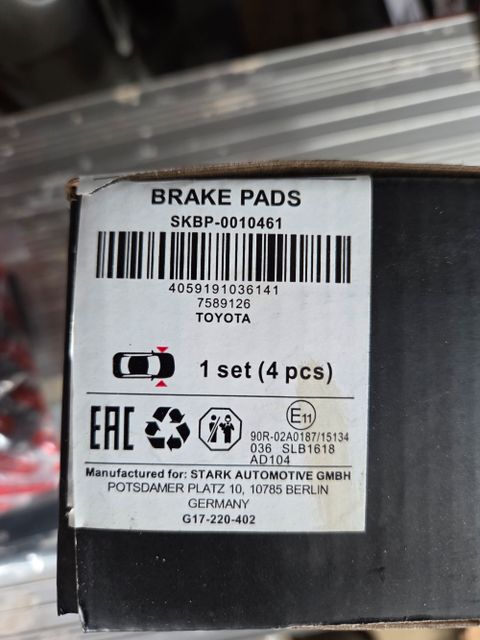 BRAKE PADS
SKBP-0010461
4059191036141
7589126
TOYOTA
1 set (4 pcs)
EAC
E11
90R-02A0187/15134
036 SLB1618
AD104
Manufactured for: STARK AUTOMOTIVE GMBH
POTSDAMER PLATZ 10, 10785 BERLIN
GERMANY
G17-220-402